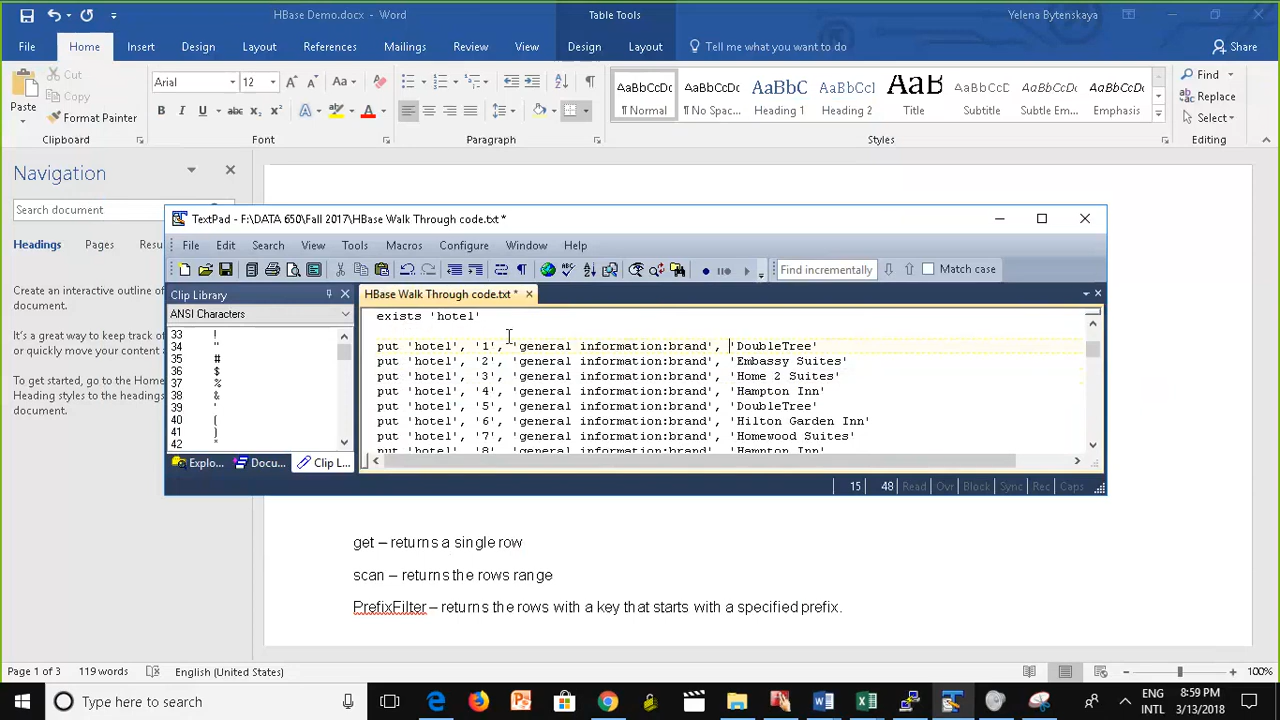 HBase Demo.docx - Word
Table Tools
Yelena Bytenskaya
File Home Insert Design Layout References Mailings Review View Design Layout Tell me what you want to do Share
Paste
Cut
Copy
Format Painter
Arial 12
AaBbCcDc
¶ Normal
AaBbCcDc
¶ No Spac...
AaBbC
Heading 1
AaBbCcI
Heading 2
AaB
Title
AaBbCcI
Subtitle
AaBbCcDc
Subtle Em...
AaBbCcDc
Emphasis
Find
Replace
Select
Clipboard Font Paragraph Styles Editing
Navigation
Search document
Headings Pages Resu
Create an interactive outline of
document.
It's a great way to keep track of
or quickly move your content
To get started, go to the Home
Heading styles to the headings
document.
TextPad - F:\DATA 650\Fall 2017\HBase Walk Through code.txt *
File Edit Search View Tools Macros Configure Window Help
Find incrementally Match case
Clip Library
ANSI Characters
33 !
34 "
35 #
36 $
37 %
38 &
39 '
40 (
41 )
42 *
Explo... Docu... Clip L...
HBase Walk Through code.txt *
exists 'hotel'
put 'hotel', '1', 'general information:brand', 'DoubleTree'
put 'hotel', '2', 'general information:brand', 'Embassy Suites'
put 'hotel', '3', 'general information:brand', 'Home 2 Suites'
put 'hotel', '4', 'general information:brand', 'Hampton Inn'
put 'hotel', '5', 'general information:brand', 'DoubleTree'
put 'hotel', '6', 'general information:brand', 'Hilton Garden Inn'
put 'hotel', '7', 'general information:brand', 'Homewood Suites'
put 'hotel', '8', 'general information:brand', 'Hampton Inn'
15 48 Read Ovr Block Sync Rec Caps
get – returns a single row
scan – returns the rows range
PrefixFilter – returns the rows with a key that starts with a specified prefix.
Page 1 of 3 119 words English (United States) 100%
Type here to search
ENG
INTL
8:59 PM
3/13/2018